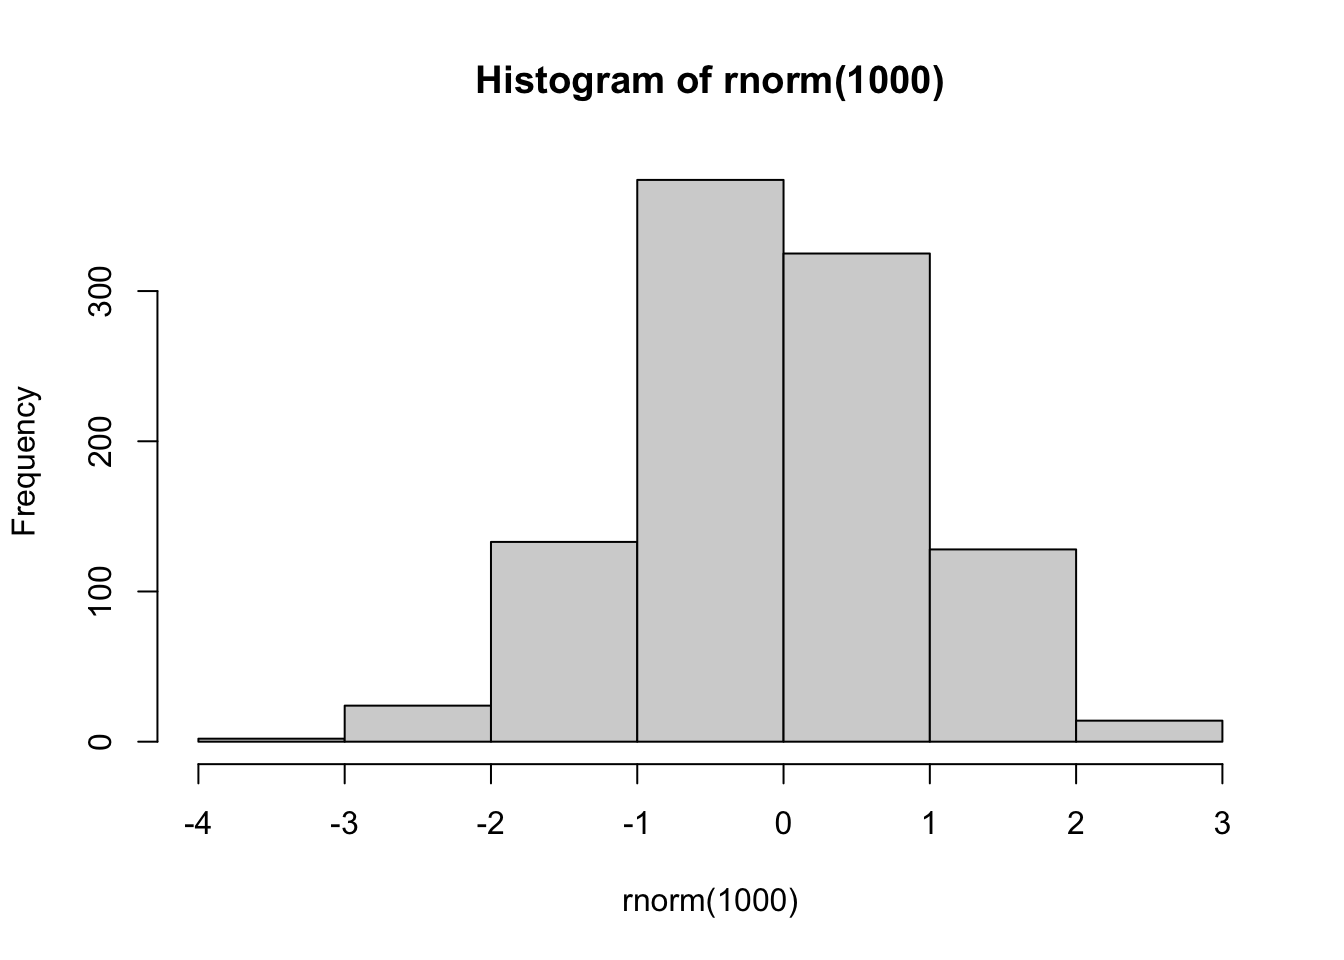 Histogram of rnorm(1000)
Frequency
300
200
100
0
-4 -3 -2 -1 0 1 2 3
rnorm(1000)